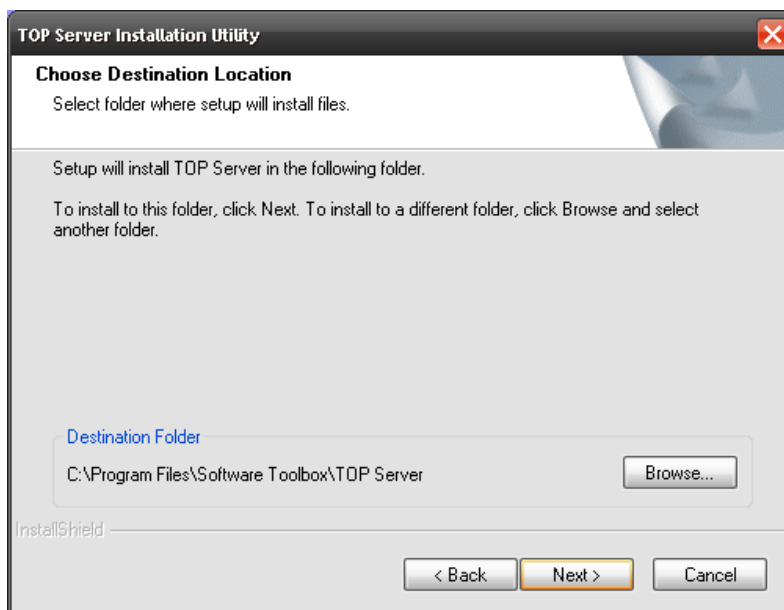 TOP Server Installation Utility
Choose Destination Location
Select folder where setup will install files.
Setup will install TOP Server in the following folder.
To install to this folder, click Next. To install to a different folder, click Browse and select
another folder.
Destination Folder
C:\Program Files\Software Toolbox\TOP Server
Browse...
InstallShield
< Back
Next >
Cancel